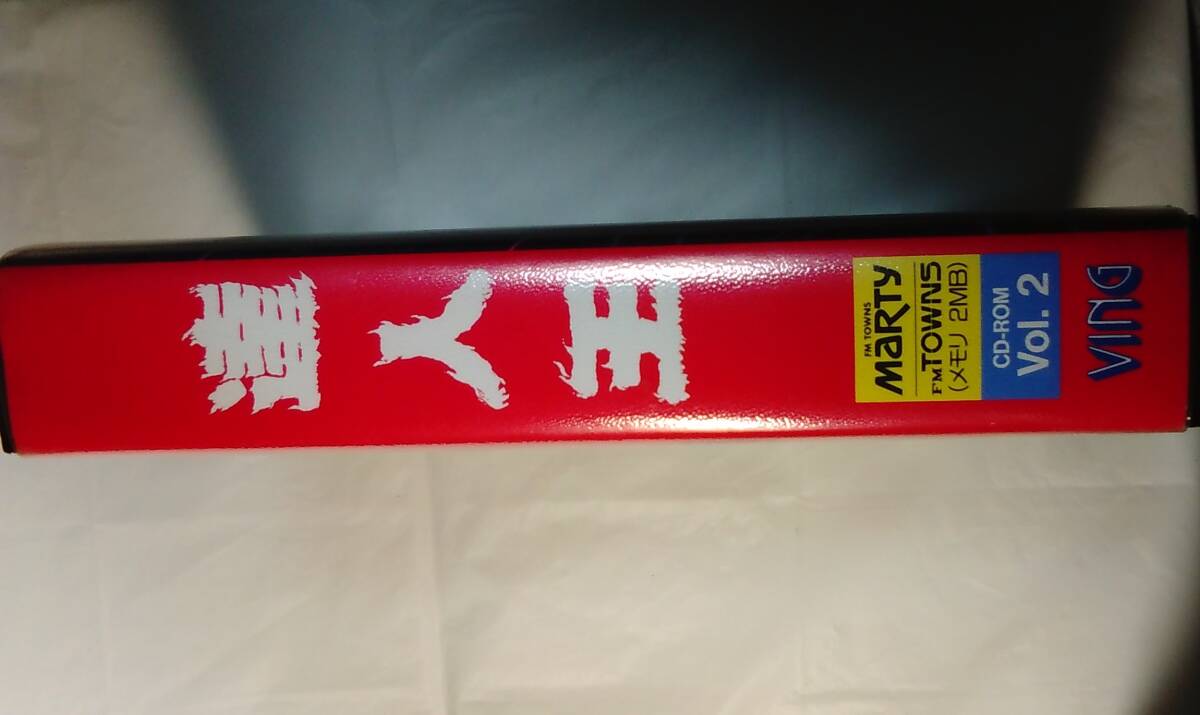 達人王
FM TOWNS
MARTY
FM TOWNS
(メモリ 2MB)
CD-ROM
Vol. 2
VING